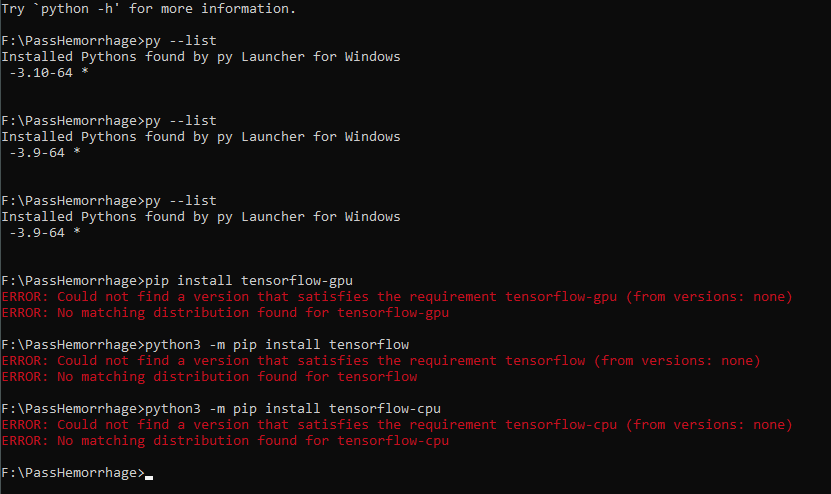 Try `python -h' for more information.
F:\PassHemorrhage>py --list
Installed Pythons found by py Launcher for Windows
 -3.10-64 *
F:\PassHemorrhage>py --list
Installed Pythons found by py Launcher for Windows
 -3.9-64 *
F:\PassHemorrhage>py --list
Installed Pythons found by py Launcher for Windows
 -3.9-64 *
F:\PassHemorrhage>pip install tensorflow-gpu
ERROR: Could not find a version that satisfies the requirement tensorflow-gpu (from versions: none)
ERROR: No matching distribution found for tensorflow-gpu
F:\PassHemorrhage>python3 -m pip install tensorflow
ERROR: Could not find a version that satisfies the requirement tensorflow (from versions: none)
ERROR: No matching distribution found for tensorflow
F:\PassHemorrhage>python3 -m pip install tensorflow-cpu
ERROR: Could not find a version that satisfies the requirement tensorflow-cpu (from versions: none)
ERROR: No matching distribution found for tensorflow-cpu
F:\PassHemorrhage>